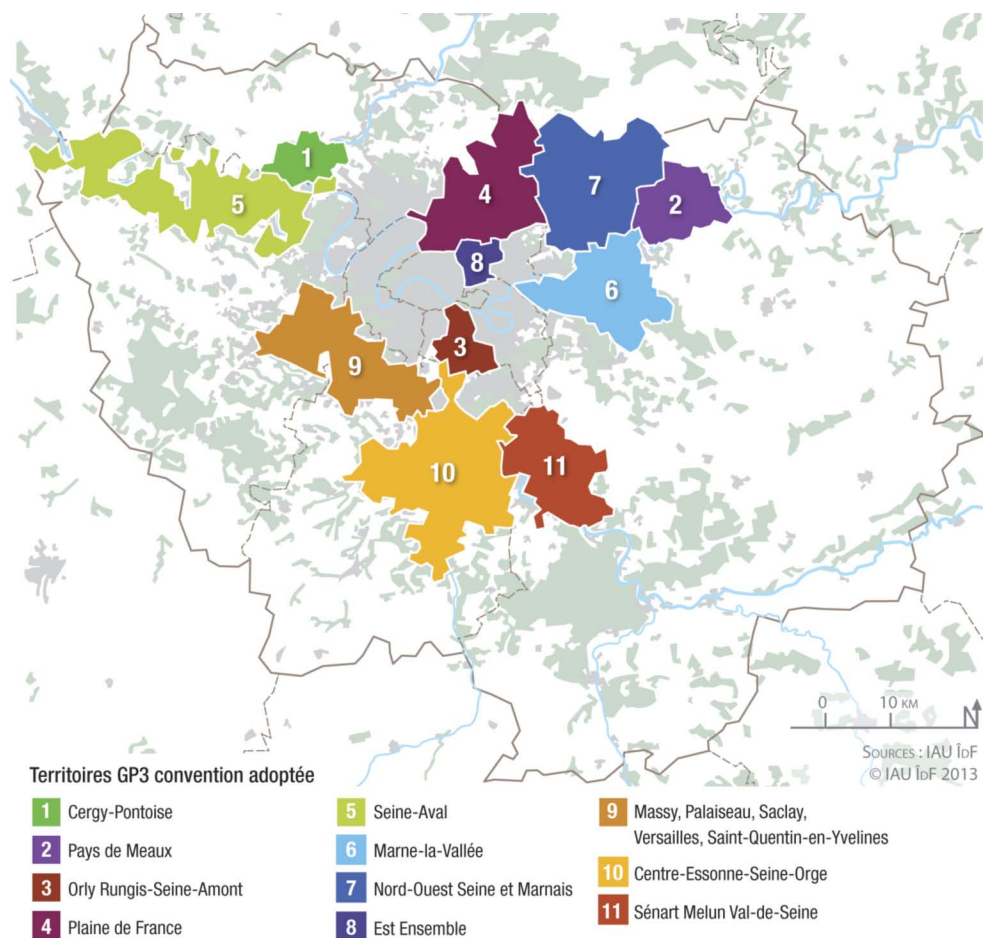 1
4
7
2
5
8
6
3
9
10
11
0 10 KM
N
SOURCES : IAU ÎDF
© IAU ÎDF 2013
Territoires GP3 convention adoptée
1 Cergy-Pontoise
2 Pays de Meaux
3 Orly Rungis-Seine-Amont
4 Plaine de France
5 Seine-Aval
6 Marne-la-Vallée
7 Nord-Ouest Seine et Marnais
8 Est Ensemble
9 Massy, Palaiseau, Saclay,
Versailles, Saint-Quentin-en-Yvelines
10 Centre-Essonne-Seine-Orge
11 Sénart Melun Val-de-Seine